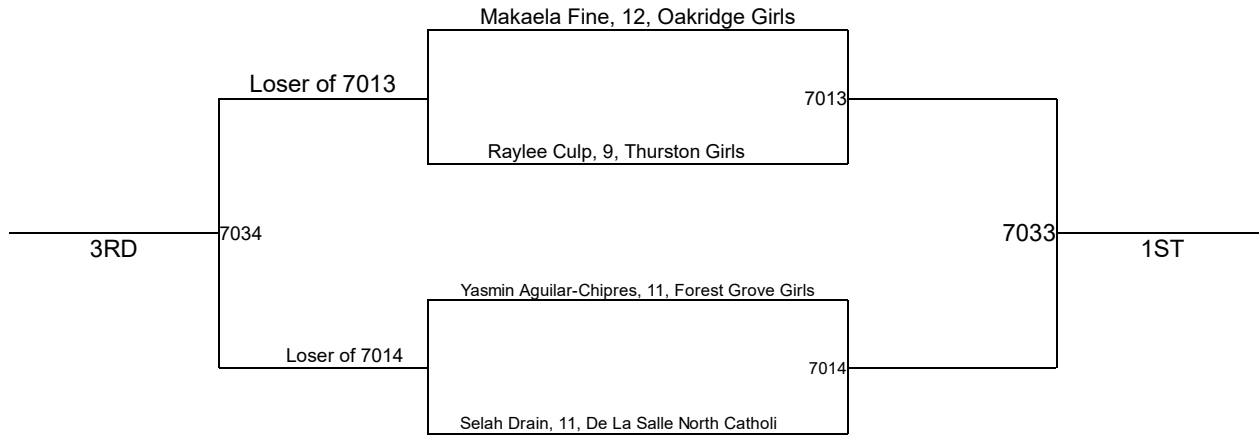 Makaela Fine, 12, Oakridge Girls
Loser of 7013
7013
Raylee Culp, 9, Thurston Girls
7034
3RD
7033
1ST
Yasmin Aguilar-Chipres, 11, Forest Grove Girls
Loser of 7014
7014
Selah Drain, 11, De La Salle North Catholi